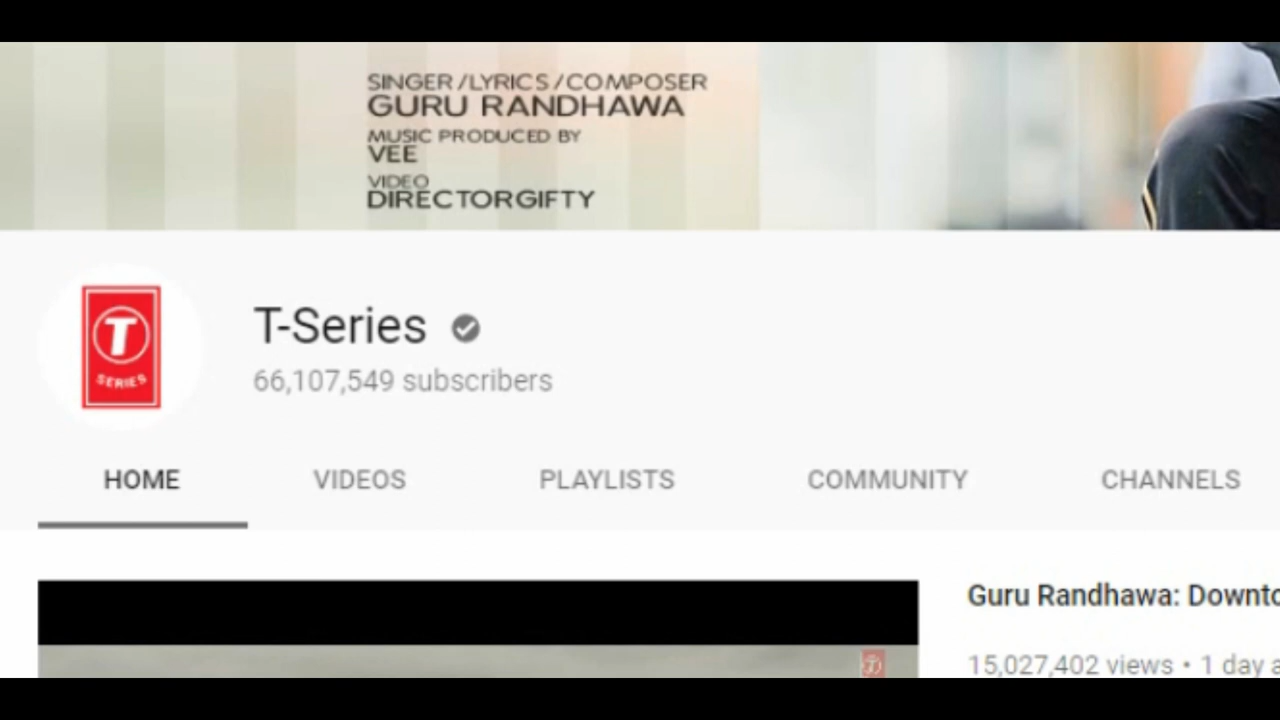 SINGER/LYRICS/COMPOSER
GURU RANDHAWA
MUSIC PRODUCED BY
VEE
VIDEO
DIRECTORGIFTY
T
SERIES
T-Series
66,107,549 subscribers
HOME VIDEOS PLAYLISTS COMMUNITY CHANNELS
Guru Randhawa: Downto
15,027,402 views • 1 day a